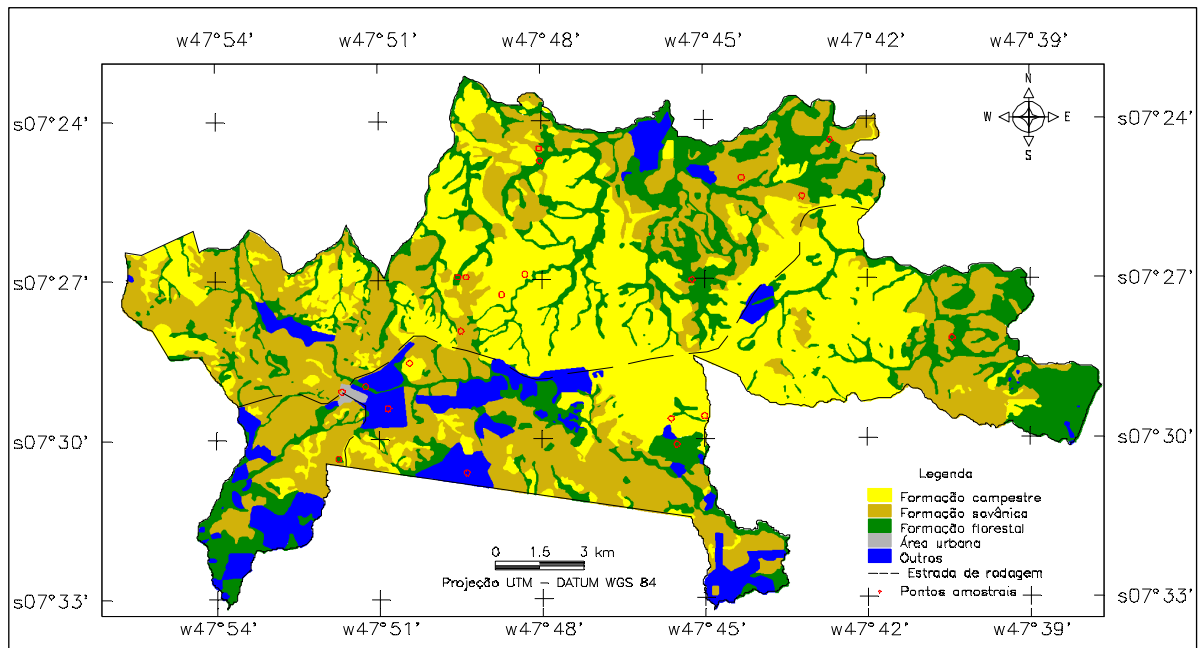 w47°54' w47°51' w47°48' w47°45' w47°42' w47°39'
N
s07°24' W E s07°24'
S
s07°27' s07°27'
s07°30' s07°30'
Legenda
Formação campestre
Formação savânica
Formação florestal
Área urbana
Outros
Estrada de rodagem
Pontos amostrais
0 1.5 3 km
Projeção UTM – DATUM WGS 84
s07°33' s07°33'
w47°54' w47°51' w47°48' w47°45' w47°42' w47°39'